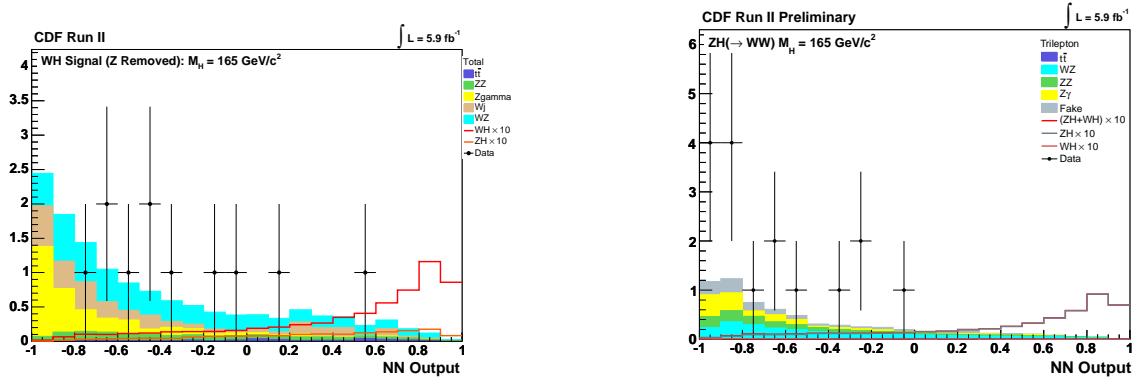 CDF Run II
∫ L = 5.9 fb-1
WH Signal (Z Removed): MH = 165 GeV/c2
Total
tt̄
ZZ
Zgamma
Wj
WZ
WH × 10
ZH × 10
Data
4
3.5
3
2.5
2
1.5
1
0.5
0
-1 -0.8 -0.6 -0.4 -0.2 0 0.2 0.4 0.6 0.8 1
NN Output
CDF Run II Preliminary
∫ L = 5.9 fb-1
ZH(→ WW) MH = 165 GeV/c2
Trilepton
tt̄
WZ
ZZ
Zγ
Fake
(ZH+WH) × 10
ZH × 10
WH × 10
Data
6
5
4
3
2
1
0
-1 -0.8 -0.6 -0.4 -0.2 0 0.2 0.4 0.6 0.8 1
NN Output